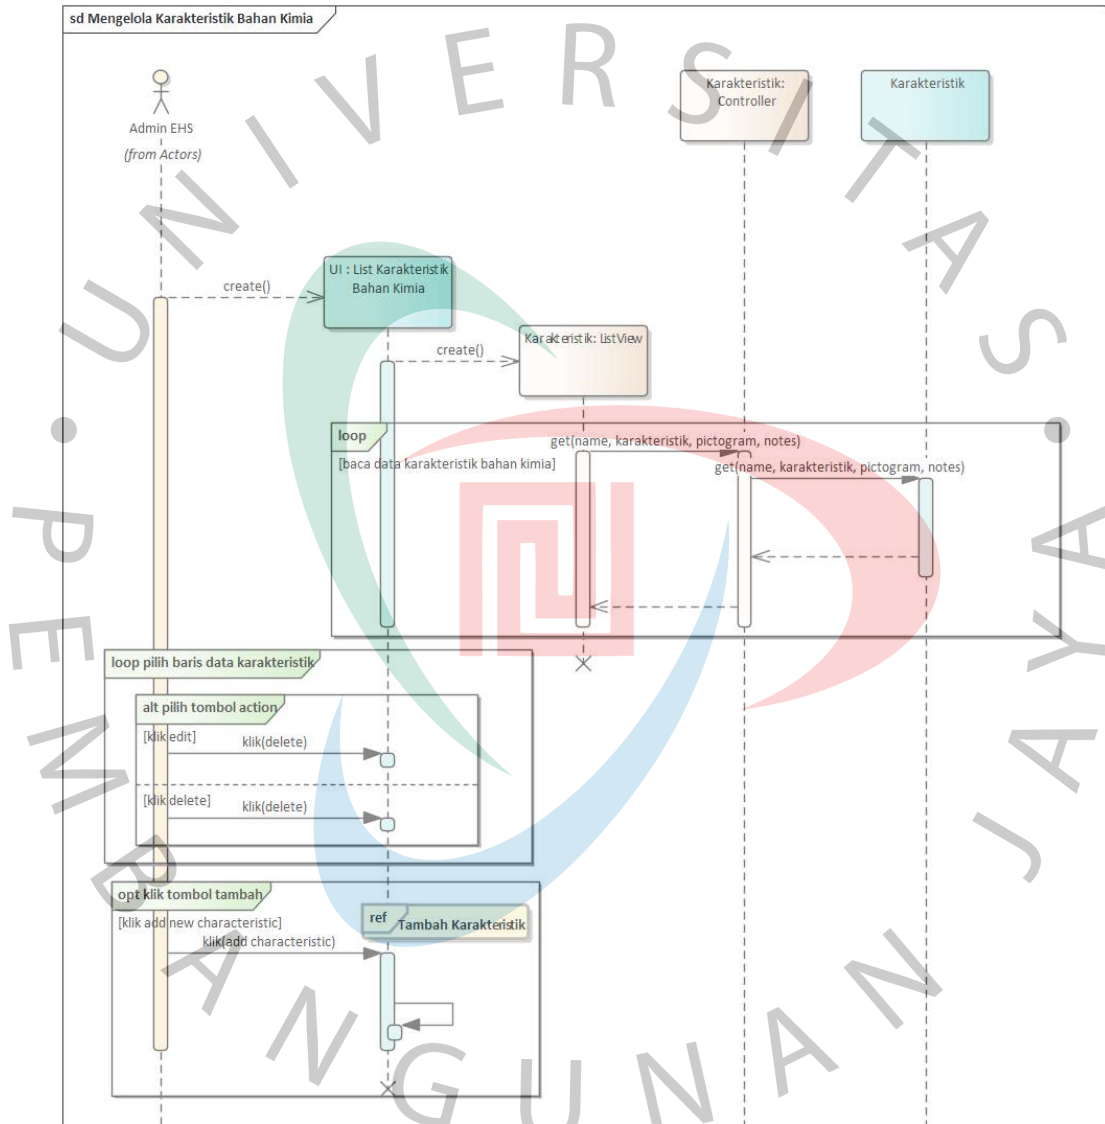 sd Mengelola Karakteristik Bahan Kimia
Admin EHS
(from Actors)
Karakteristik:
Controller
Karakteristik
UI : List Karakteristik
Bahan Kimia
create()
Karakteristik: ListView
create()
loop
[baca data karakteristik bahan kimia]
get(name, karakteristik, pictogram, notes)
get(name, karakteristik, pictogram, notes)
loop pilih baris data karakteristik
alt pilih tombol action
[klik edit]
klik(delete)
[klik delete]
klik(delete)
opt klik tombol tambah
[klik add new characteristic]
ref
Tambah Karakteristik
klik(add characteristic)
UNIVERSITAS
PEMBANGUNAN
JAYA